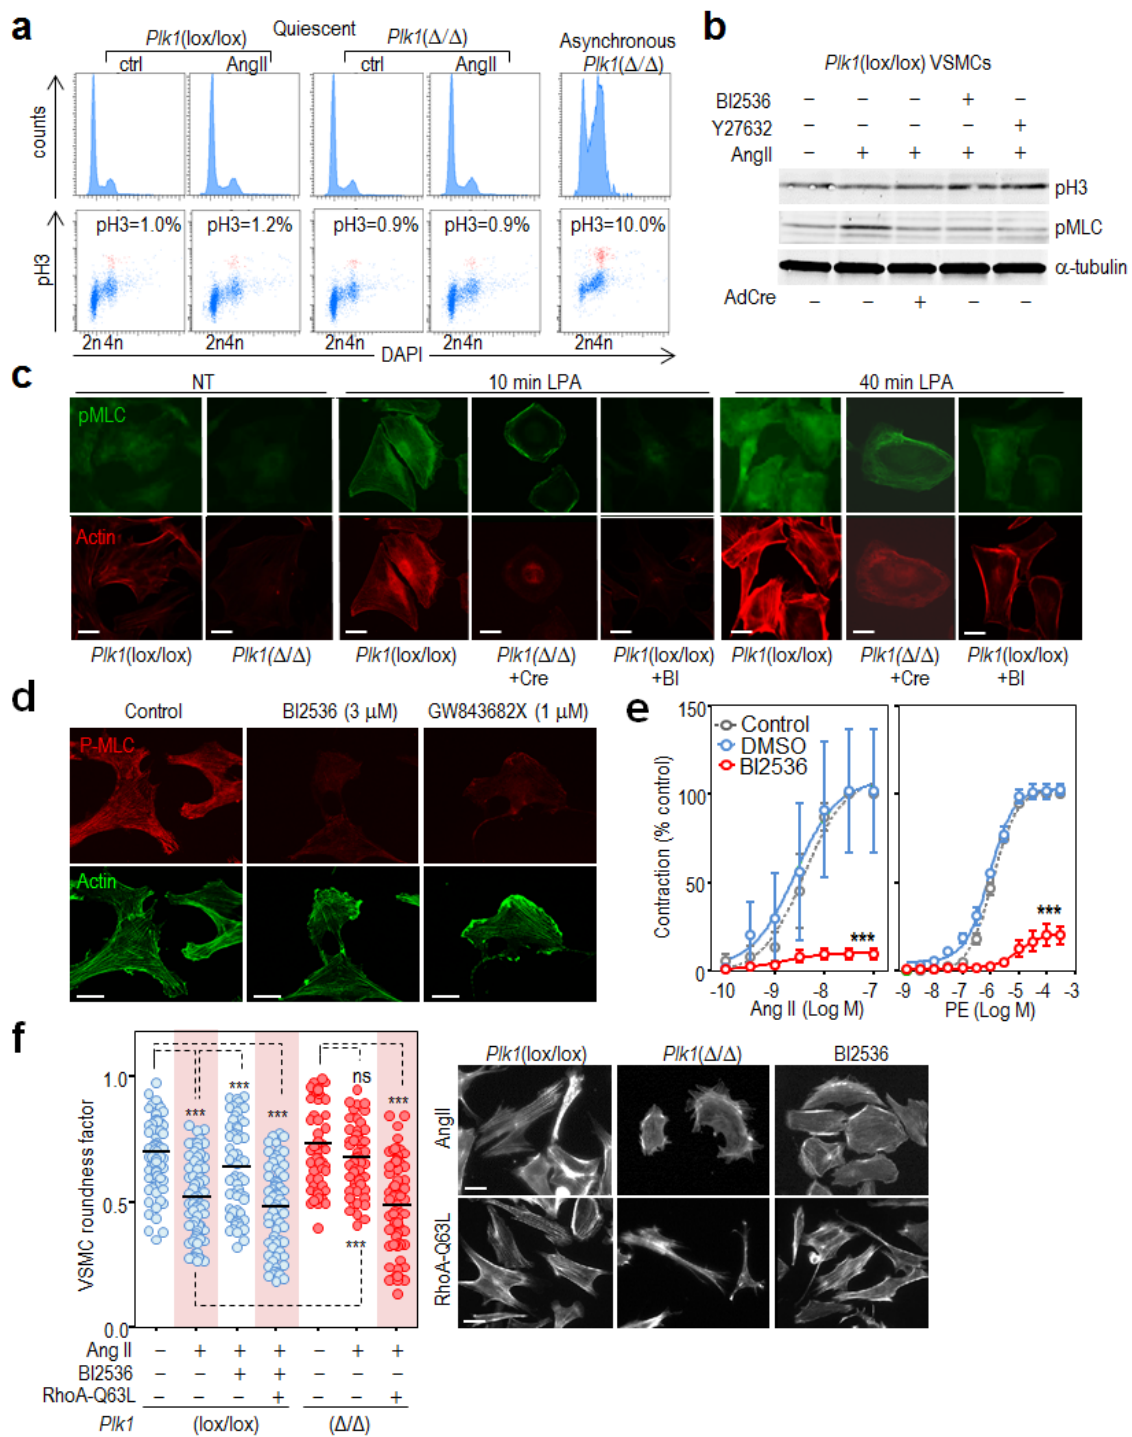 a
Quiescent
Plk1(lox/lox)
Plk1(Δ/Δ)
Asynchronous
Plk1(Δ/Δ)
ctrl
AngII
ctrl
AngII
counts
pH3=1.0%
pH3=1.2%
pH3=0.9%
pH3=0.9%
pH3=10.0%
pH3
2n4n
2n4n
2n4n
2n4n
2n4n
DAPI
b
Plk1(lox/lox) VSMCs
BI2536 – – – + –
Y27632 – – – – +
AngII – + + + +
pH3
pMLC
α-tubulin
AdCre – – + – –
c
NT
10 min LPA
40 min LPA
pMLC
Actin
Plk1(lox/lox)
Plk1(Δ/Δ)
Plk1(lox/lox)
Plk1(Δ/Δ)
+Cre
Plk1(lox/lox)
+BI
Plk1(lox/lox)
Plk1(Δ/Δ)
+Cre
Plk1(lox/lox)
+BI
d
Control
BI2536 (3 μM)
GW843682X (1 μM)
P-MLC
Actin
e
Contraction (% control)
150
100
50
0
Control
DMSO
BI2536
***
***
-10 -9 -8 -7
Ang II (Log M)
-9 -8 -7 -6 -5 -4 -3
PE (Log M)
f
VSMC roundness factor
1.0
0.5
0.0
***
***
***
ns
***
***
Ang II – + + + – + +
BI2536 – – + + – – –
RhoA-Q63L – – – + – – +
Plk1 (lox/lox) (Δ/Δ)
Plk1(lox/lox)
Plk1(Δ/Δ)
BI2536
AngII
RhoA-Q63L